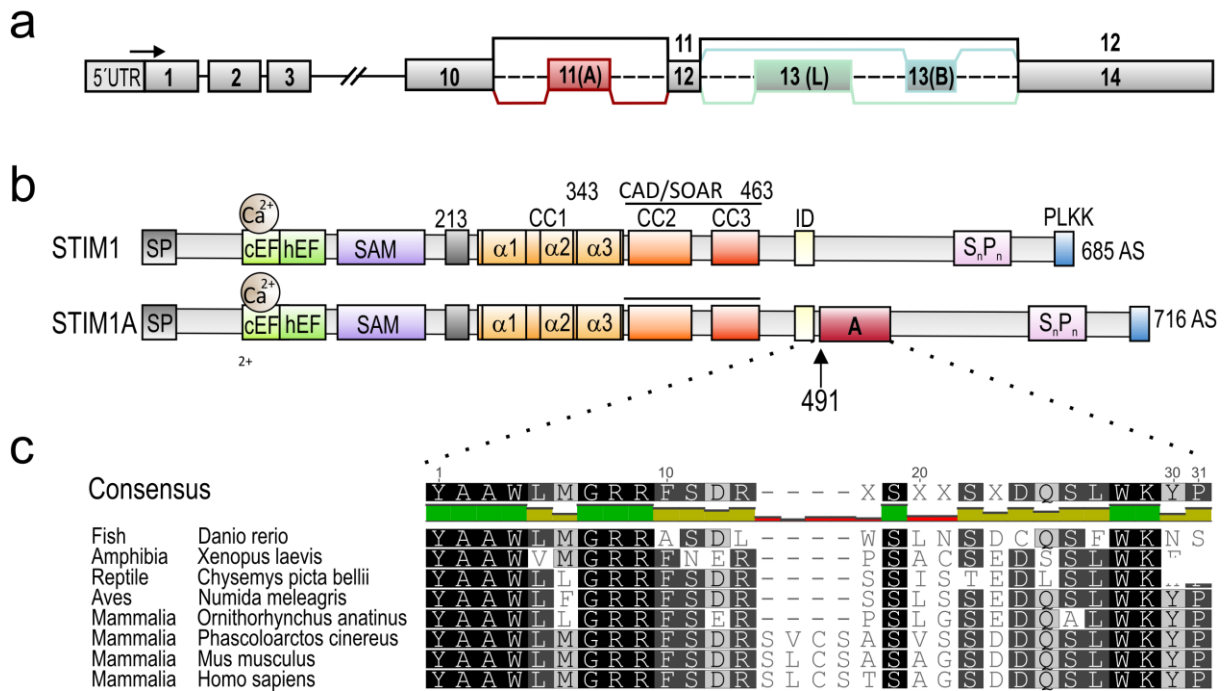 a
5´UTR 1 2 3 10 11(A) 11 12 13 (L) 13(B) 12 14
b
343 CAD/SOAR 463
Ca2+ 213 CC1 CC2 CC3 ID PLKK
STIM1 SP cEF hEF SAM α1 α2 α3 SnPn 685 AS
Ca2+
STIM1A SP cEF hEF SAM α1 α2 α3 A SnPn 716 AS
2+
491
c
1 10 20 30 31
Consensus Y A A W L M G R R F S D R - - - - X S X X S X D Q S L W K Y P
Fish Danio rerio Y A A W L M G R R A S D L - - - - W S L N S D C Q S F W K N S
Amphibia Xenopus laevis Y A A W V M G R R F N E R - - - - P S A C S E D S S L W K
Reptile Chysemys picta bellii Y A A W L L G R R F S D R - - - - S S I S T E D L S L W K
Aves Numida meleagris Y A A W L F G R R F S D R - - - - S S L S S E D Q S L W K Y P
Mammalia Ornithorhynchus anatinus Y A A W L L G R R F S E R - - - - P S L G S E D Q A L W K Y P
Mammalia Phascoloarctos cinereus Y A A W L M G R R F S D R S V C S A S V S S D D Q S L W K Y P
Mammalia Mus musculus Y A A W L M G R R F S D R S L C S A S A G S D D Q S L W K Y P
Mammalia Homo sapiens Y A A W L M G R R F S D R S L C S T S A G S D D Q S L W K Y P